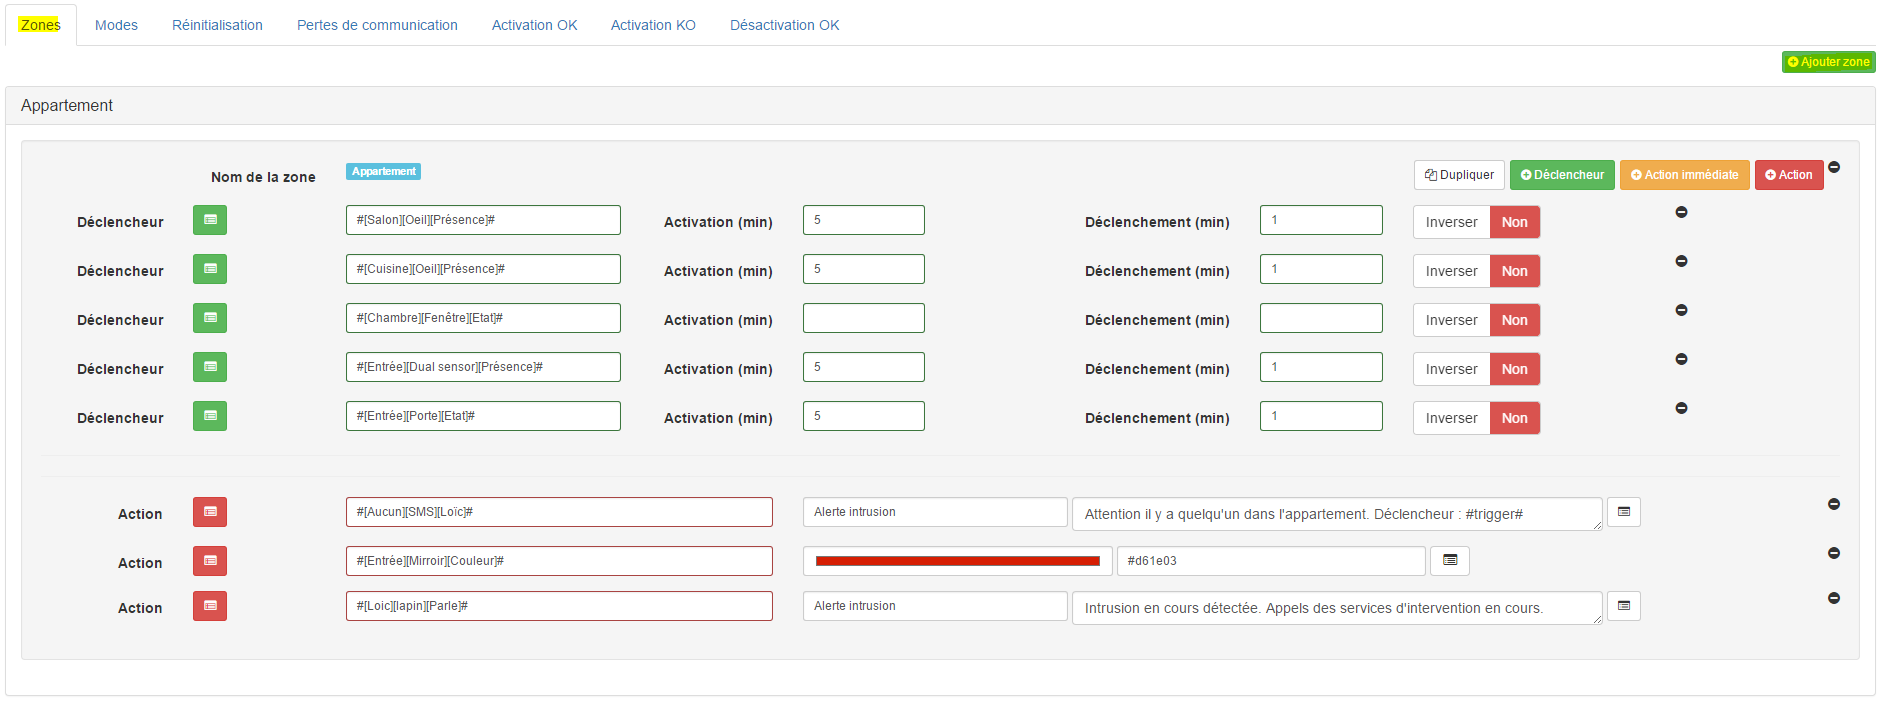 Zones Modes Réinitialisation Pertes de communication Activation OK Activation KO Désactivation OK
Ajouter zone
Appartement
Nom de la zone Appartement Dupliquer Déclencheur Action immédiate Action
Déclencheur #[Salon][Oeil][Présence]# Activation (min) 5 Déclenchement (min) 1 Inverser Non
Déclencheur #[Cuisine][Oeil][Présence]# Activation (min) 5 Déclenchement (min) 1 Inverser Non
Déclencheur #[Chambre][Fenêtre][Etat]# Activation (min) Déclenchement (min) Inverser Non
Déclencheur #[Entrée][Dual sensor][Présence]# Activation (min) 5 Déclenchement (min) 1 Inverser Non
Déclencheur #[Entrée][Porte][Etat]# Activation (min) 5 Déclenchement (min) 1 Inverser Non
Action #[Aucun][SMS][Loïc]# Alerte intrusion Attention il y a quelqu'un dans l'appartement. Déclencheur : #trigger#
Action #[Entrée][Mirroir][Couleur]# #d61e03
Action #[Loic][lapin][Parle]# Alerte intrusion Intrusion en cours détectée. Appels des services d'intervention en cours.